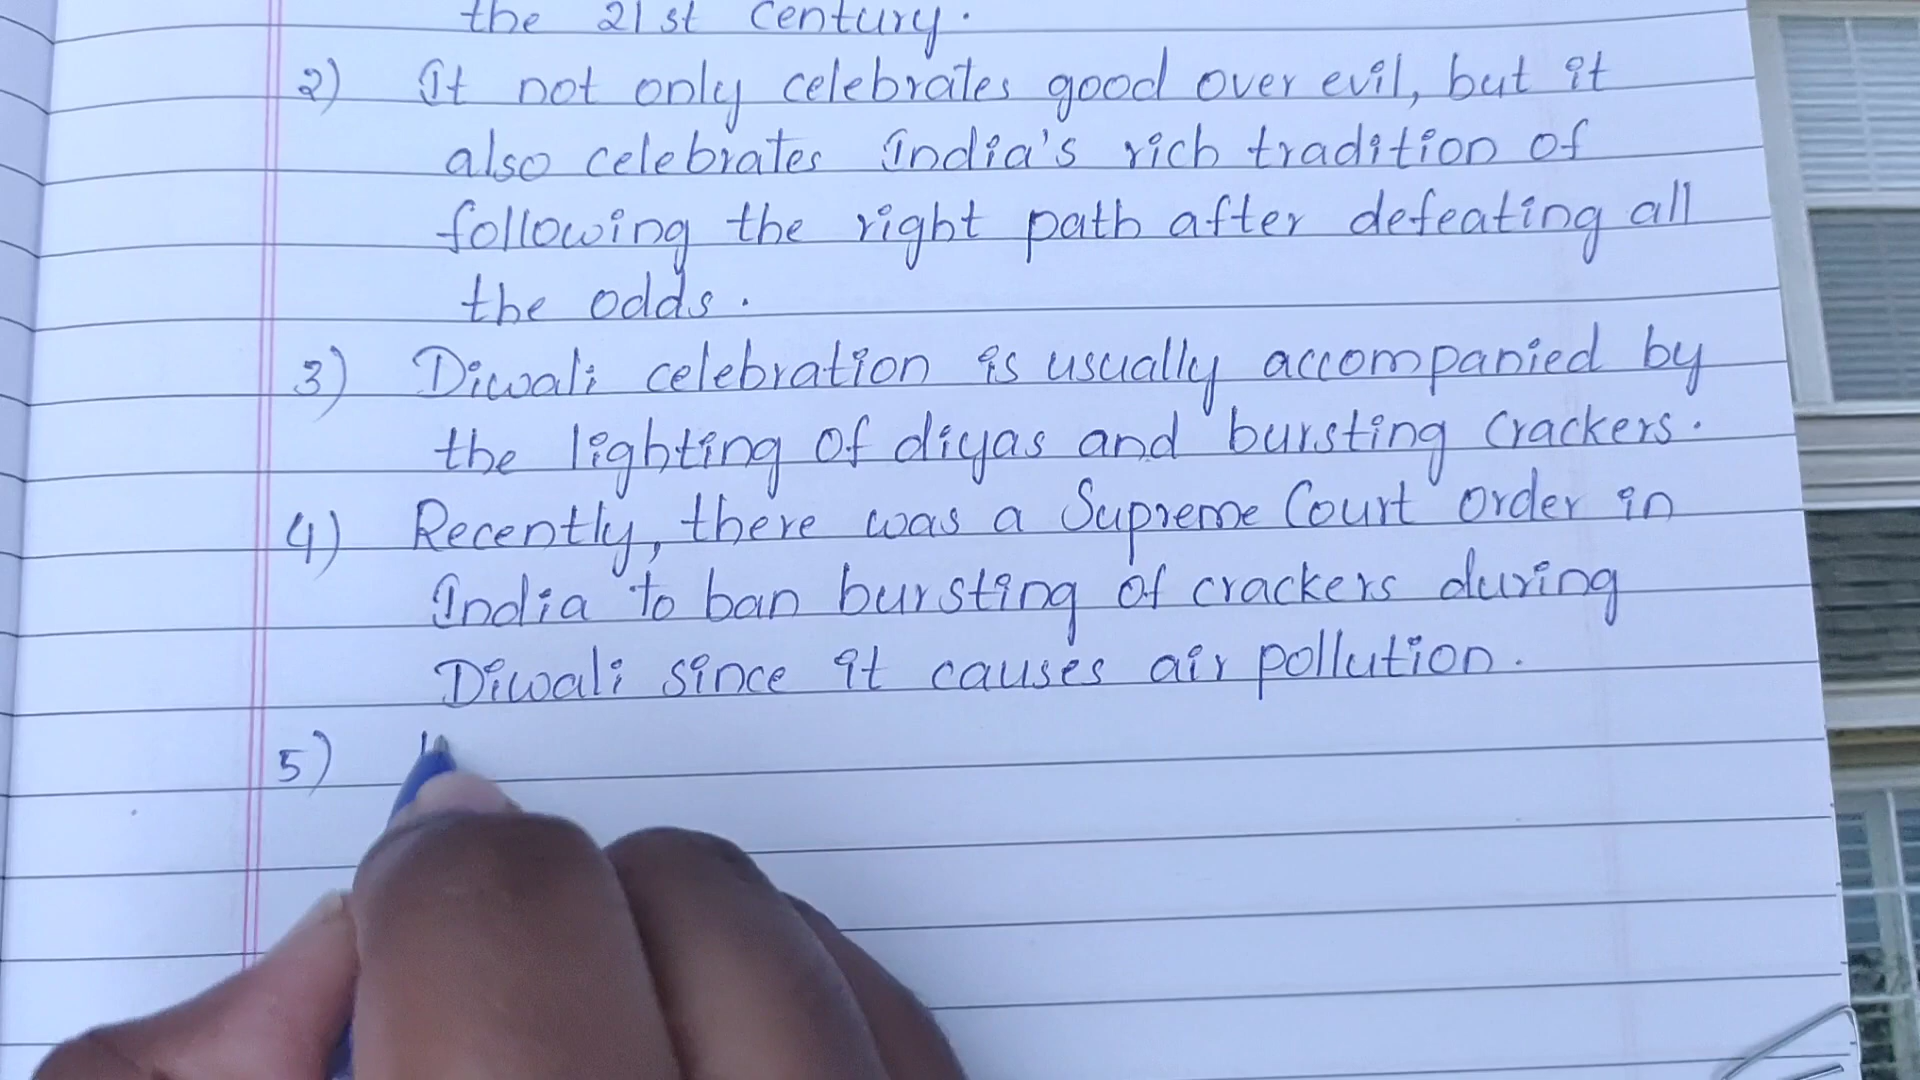 the 21st century.
2) It not only celebrates good over evil, but it
also celebrates India's rich tradition of
following the right path after defeating all
the odds.
3) Diwali celebration is usually accompanied by
the lighting of diyas and bursting crackers.
4) Recently, there was a Supreme Court order in
India to ban bursting of crackers during
Diwali since it causes air pollution.
5)